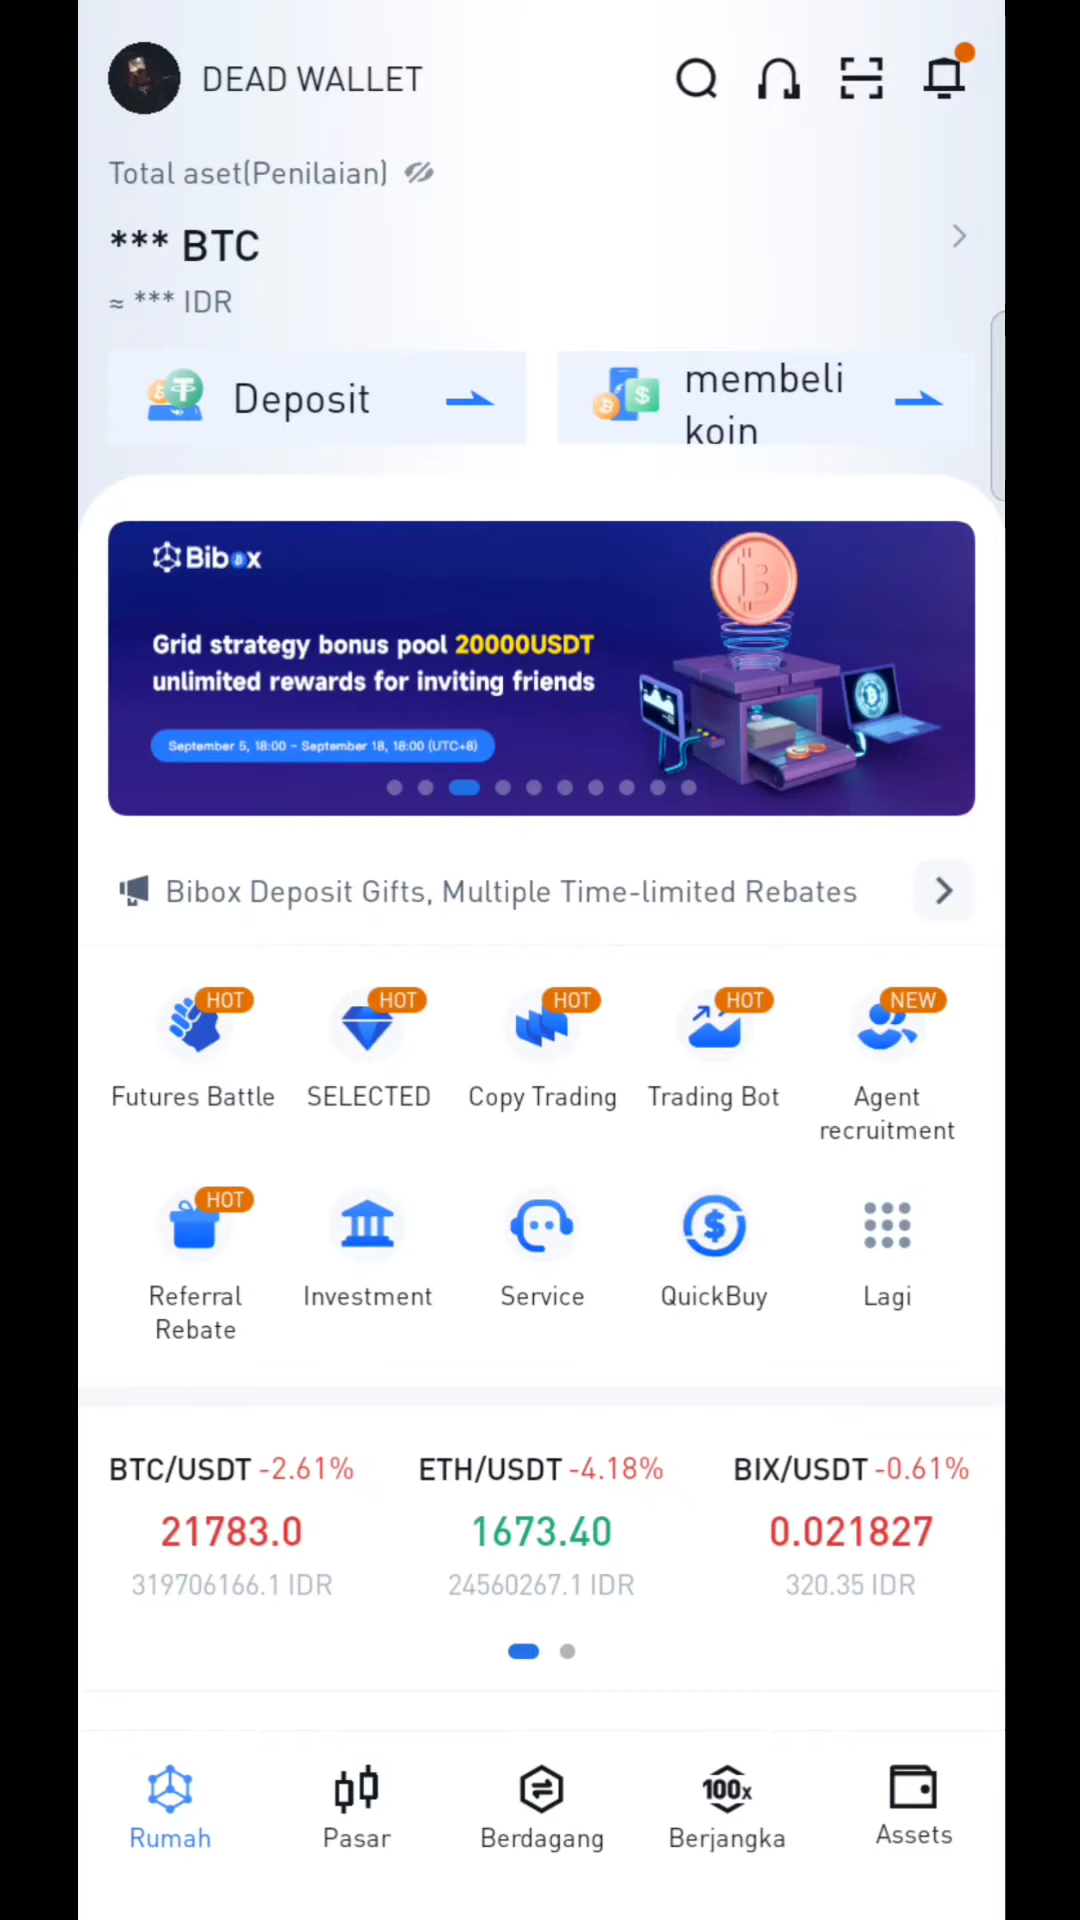 DEAD WALLET
Total aset(Penilaian)
*** BTC
≈ *** IDR
Deposit
membeli
koin
Bibox
Grid strategy bonus pool 20000USDT
unlimited rewards for inviting friends
September 5, 18:00 - September 18, 18:00 (UTC+8)
Bibox Deposit Gifts, Multiple Time-limited Rebates
HOT HOT HOT HOT NEW
Futures Battle SELECTED Copy Trading Trading Bot Agent
recruitment
HOT
Referral Investment Service QuickBuy Lagi
Rebate
BTC/USDT -2.61% ETH/USDT -4.18% BIX/USDT -0.61%
21783.0 1673.40 0.021827
319706166.1 IDR 24560267.1 IDR 320.35 IDR
100x
Rumah Pasar Berdagang Berjangka Assets